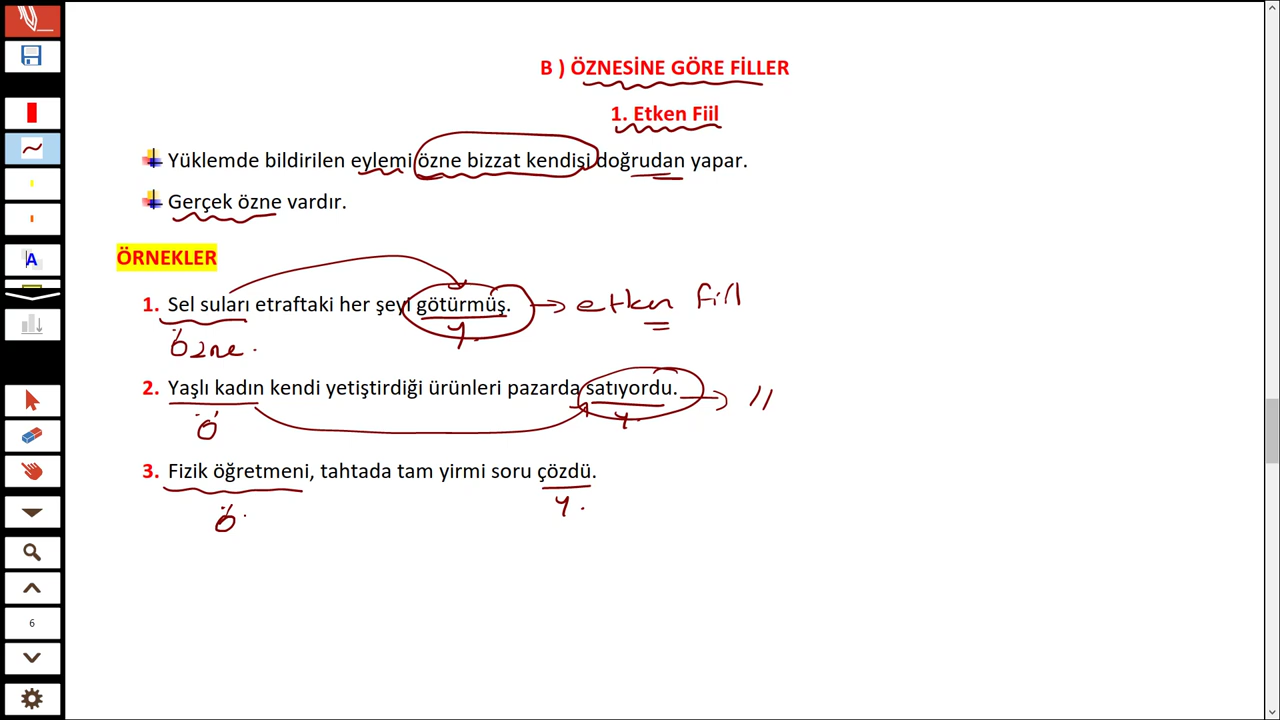 B ) ÖZNESİNE GÖRE FİLLER
1. Etken Fiil
Yüklemde bildirilen eylemi özne bizzat kendisi doğrudan yapar.
Gerçek özne vardır.
ÖRNEKLER
1. Sel suları etraftaki her şeyi götürmüş. → etken fiil
özne. y.
2. Yaşlı kadın kendi yetiştirdiği ürünleri pazarda satıyordu. → //
ö y.
3. Fizik öğretmeni, tahtada tam yirmi soru çözdü.
ö. y.
A
6